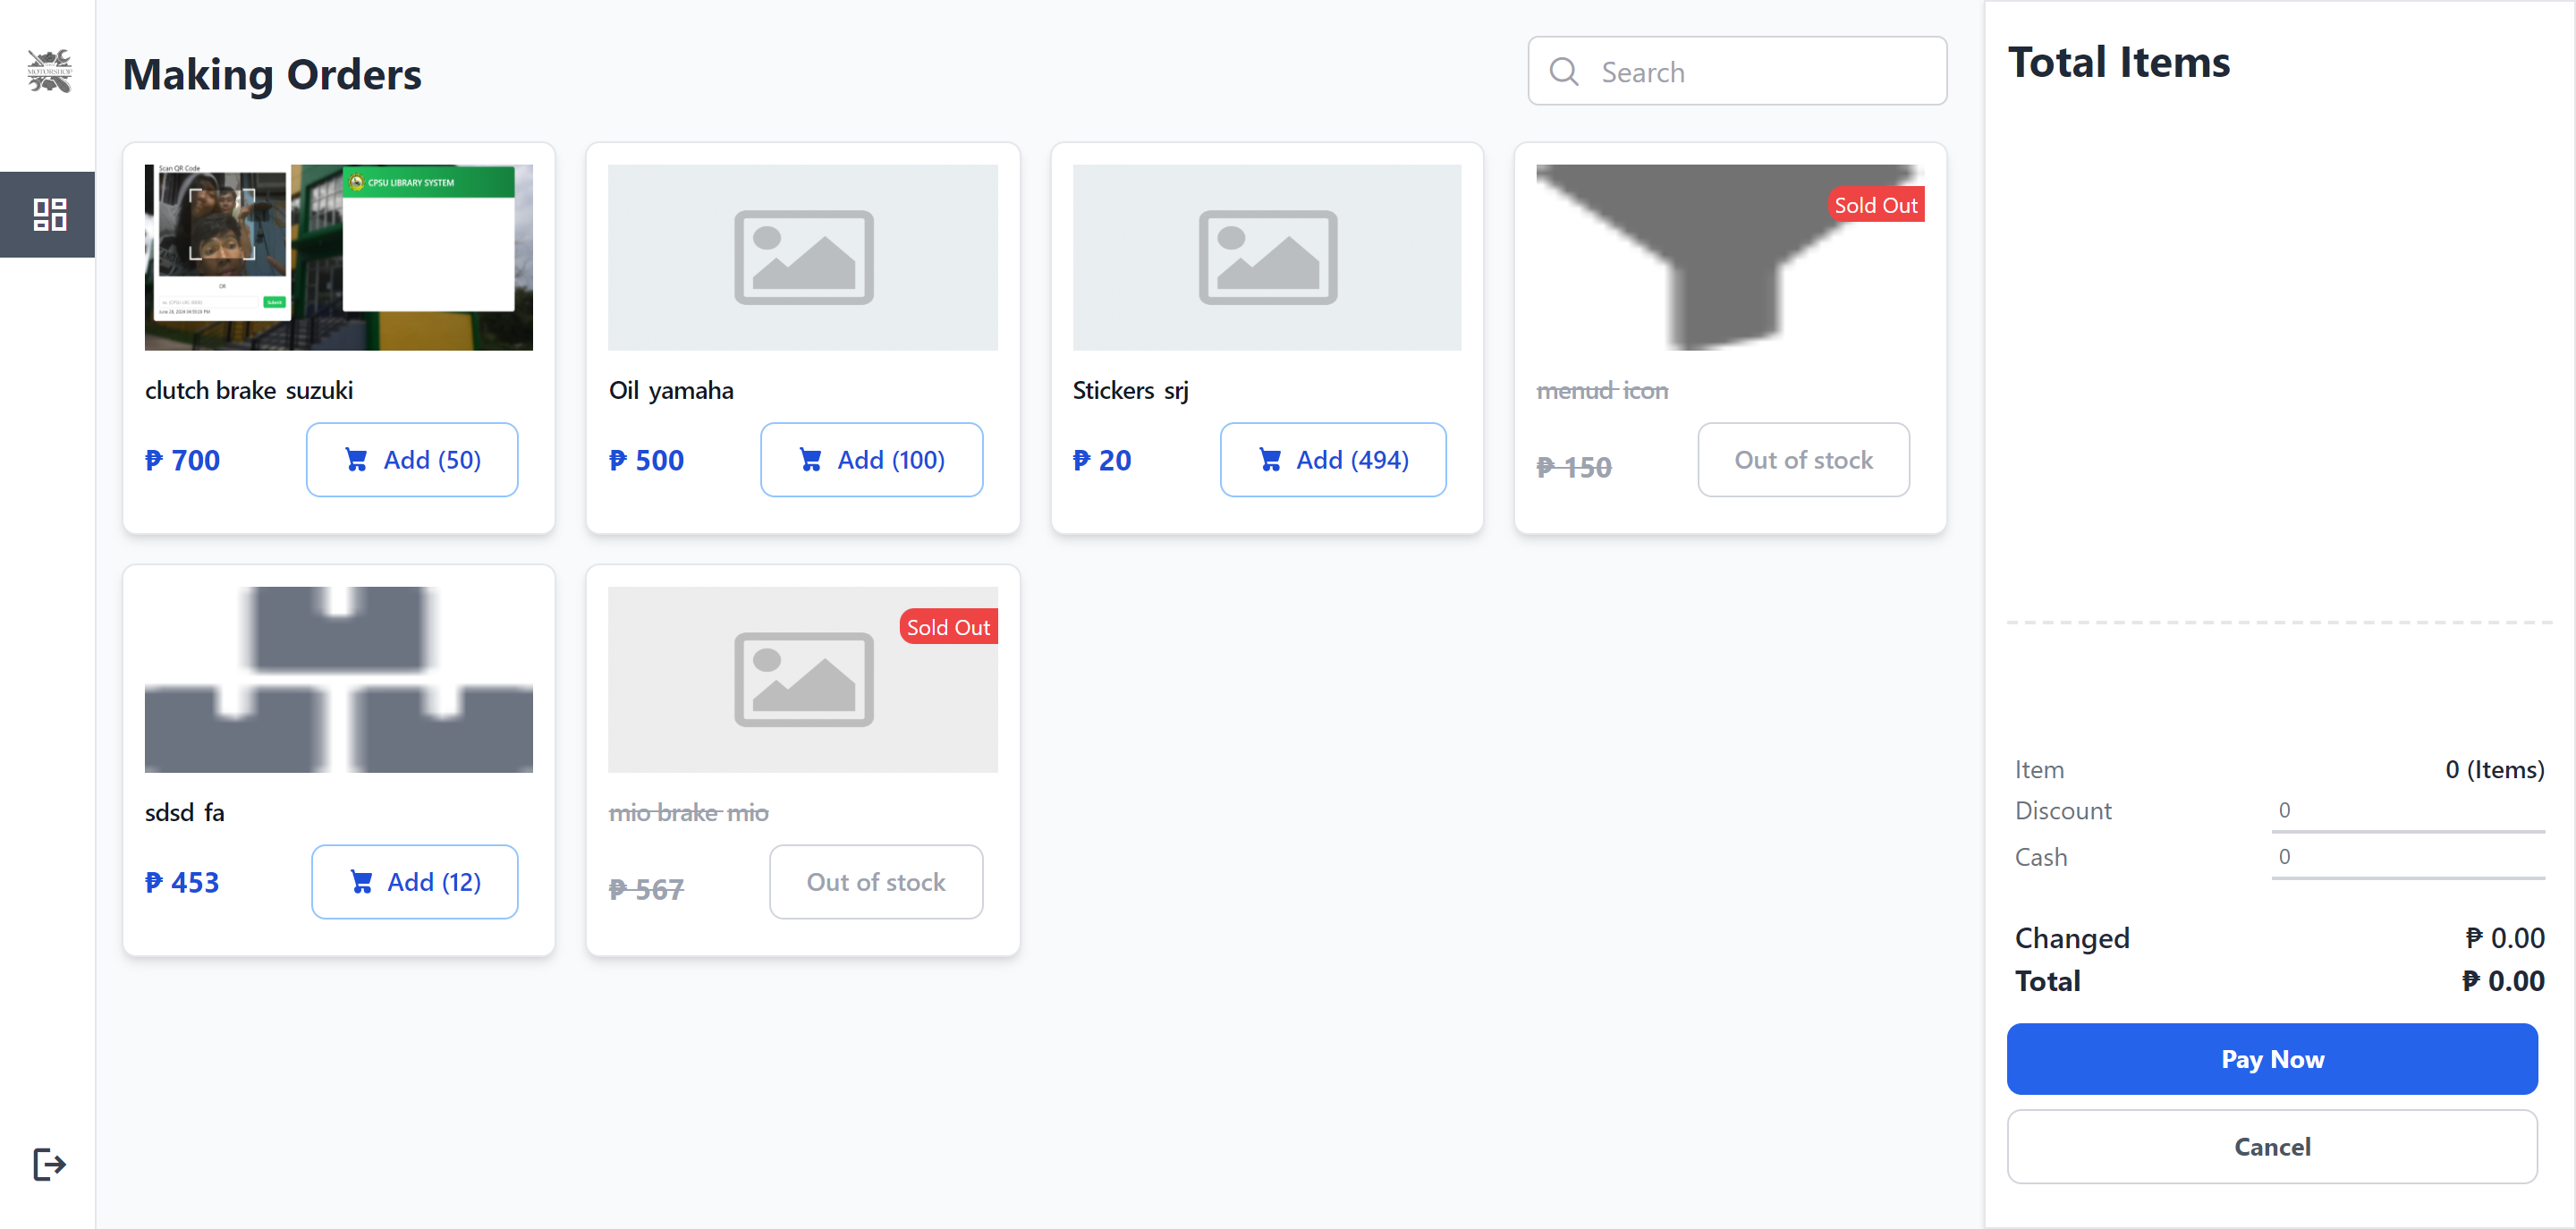 MOTORSHOP
Making Orders
Search
Scan QR Code
CPSU LIBRARY SYSTEM
OR
Submit
clutch brake suzuki
₱ 700
Add (50)
Oil yamaha
₱ 500
Add (100)
Stickers srj
₱ 20
Add (494)
Sold Out
menud icon
₱ 150
Out of stock
sdsd fa
₱ 453
Add (12)
Sold Out
mio brake mio
₱ 567
Out of stock
Total Items
Item 0 (Items)
Discount 0
Cash 0
Changed ₱ 0.00
Total ₱ 0.00
Pay Now
Cancel